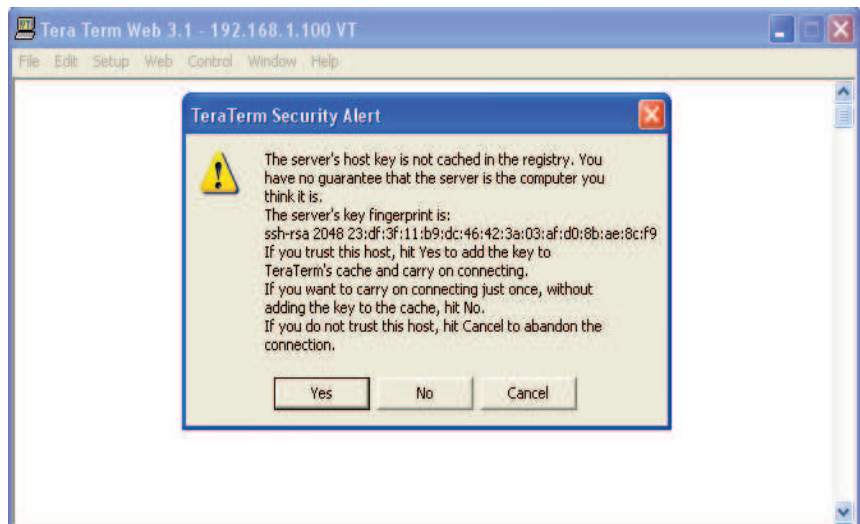 Tera Term Web 3.1 - 192.168.1.100 VT
File Edit Setup Web Control Window Help
TeraTerm Security Alert
The server's host key is not cached in the registry. You
have no guarantee that the server is the computer you
think it is.
The server's key fingerprint is:
ssh-rsa 2048 23:df:3f:11:b9:dc:46:42:3a:03:af:d0:8b:ae:8c:f9
If you trust this host, hit Yes to add the key to
TeraTerm's cache and carry on connecting.
If you want to carry on connecting just once, without
adding the key to the cache, hit No.
If you do not trust this host, hit Cancel to abandon the
connection.
Yes No Cancel